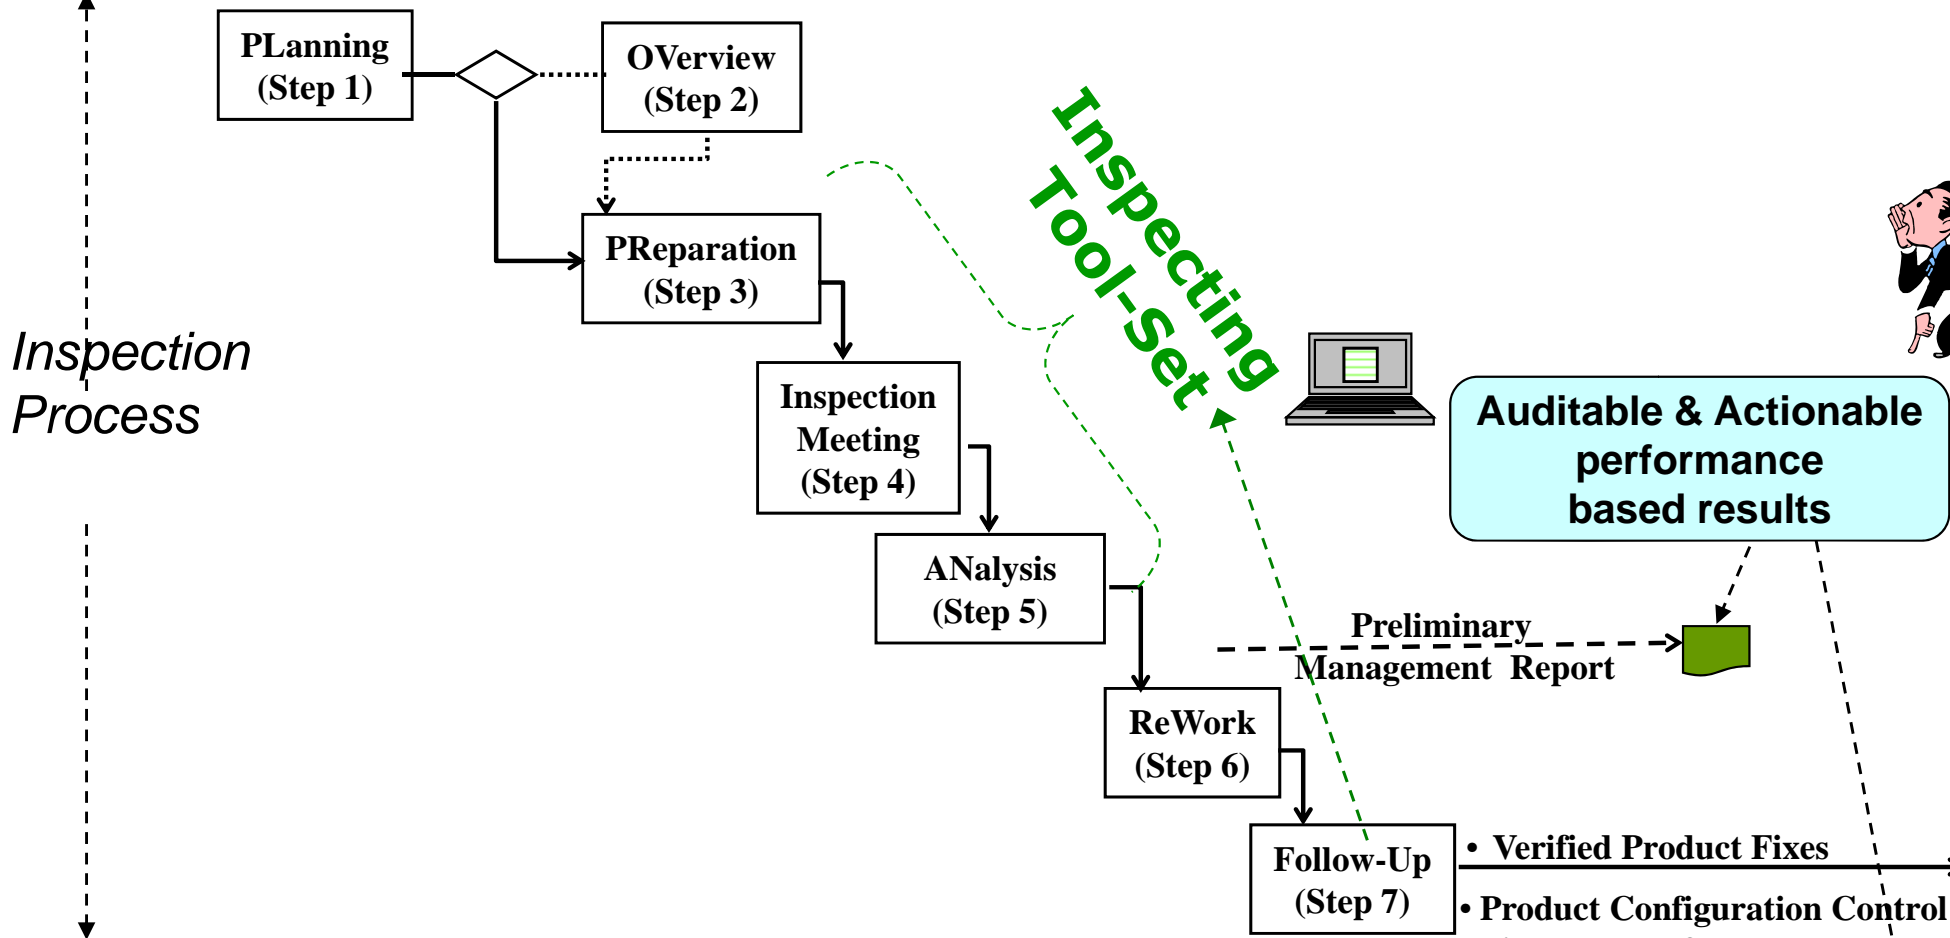 PLanning
(Step 1)
OVerview
(Step 2)
PReparation
(Step 3)
Inspecting
Tool-Set
Inspection
Process
Inspection
Meeting
(Step 4)
Auditable & Actionable
performance
based results
ANalysis
(Step 5)
Preliminary
Management Report
ReWork
(Step 6)
Follow-Up
(Step 7)
• Verified Product Fixes
• Product Configuration Control